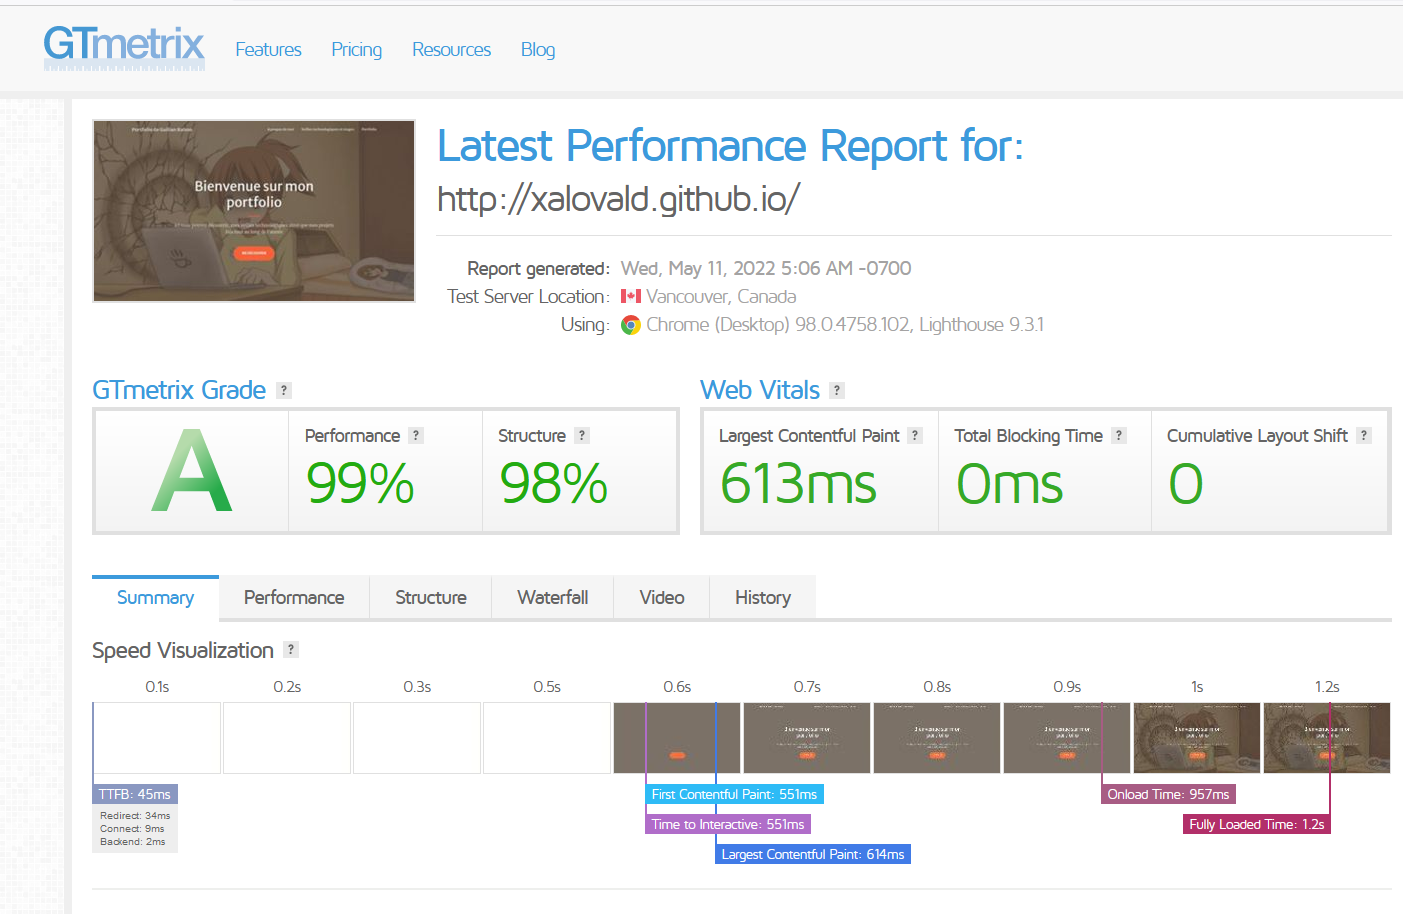 GTmetrix
Features Pricing Resources Blog
Bienvenue sur mon
portfolio
Latest Performance Report for:
http://xalovald.github.io/
Report generated: Wed, May 11, 2022 5:06 AM -0700
Test Server Location: Vancouver, Canada
Using: Chrome (Desktop) 98.0.4758.102, Lighthouse 9.3.1
GTmetrix Grade ?
A
Performance ?
99%
Structure ?
98%
Web Vitals ?
Largest Contentful Paint ?
613ms
Total Blocking Time ?
0ms
Cumulative Layout Shift ?
0
Summary Performance Structure Waterfall Video History
Speed Visualization ?
0.1s 0.2s 0.3s 0.5s 0.6s 0.7s 0.8s 0.9s 1s 1.2s
TTFB: 45ms
Redirect: 34ms
Connect: 9ms
Backend: 2ms
First Contentful Paint: 551ms
Time to Interactive: 551ms
Largest Contentful Paint: 614ms
Onload Time: 957ms
Fully Loaded Time: 1.2s